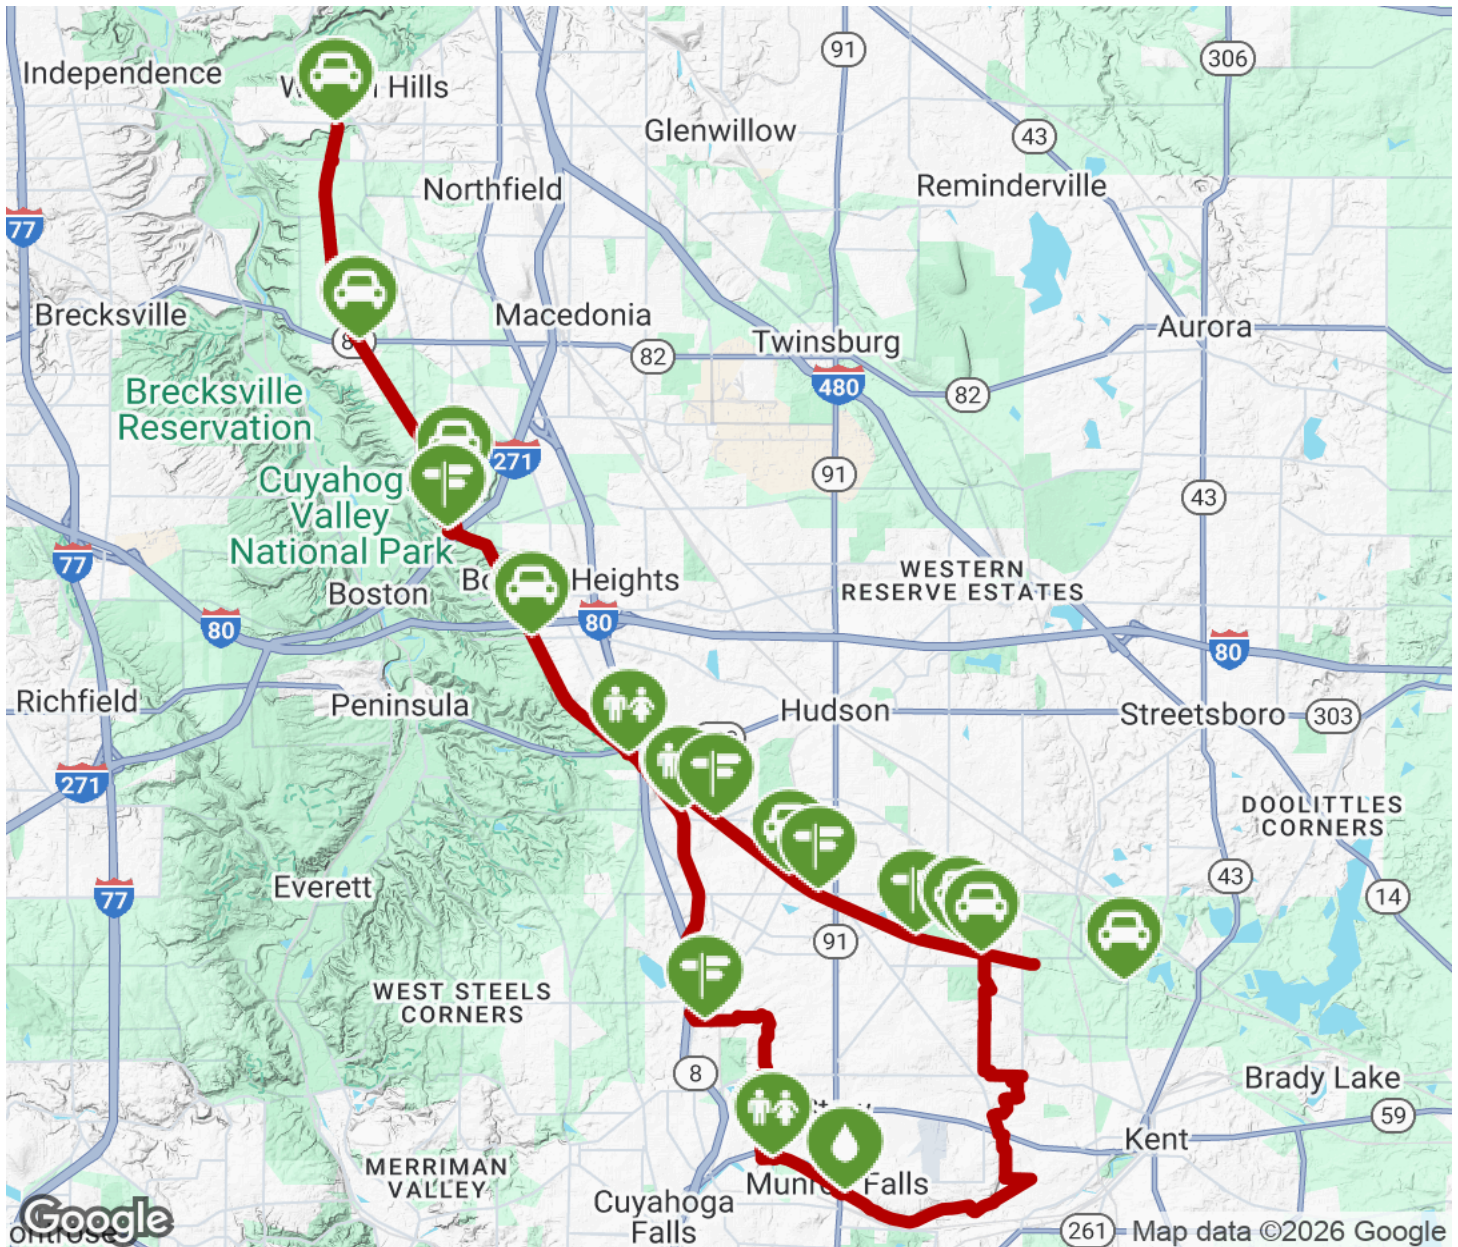 Independence
Hills
91
306
Glenwillow
43
Northfield
Reminderville
77
Brecksville
Macedonia
Aurora
Twinsburg
82
480
82
Brecksville
Reservation
271
Cuyahog
Valley
National Park
91
43
77
WESTERN
RESERVE ESTATES
Heights
Boston
80
80
80
Richfield
Peninsula
Hudson
Streetsboro
303
271
DOOLITTLES
CORNERS
Everett
77
43
14
91
WEST STEELS
CORNERS
8
Brady Lake
59
Kent
MERRIMAN
VALLEY
Falls
Cuyahoga
Falls
Google
261
Map data ©2026 Google